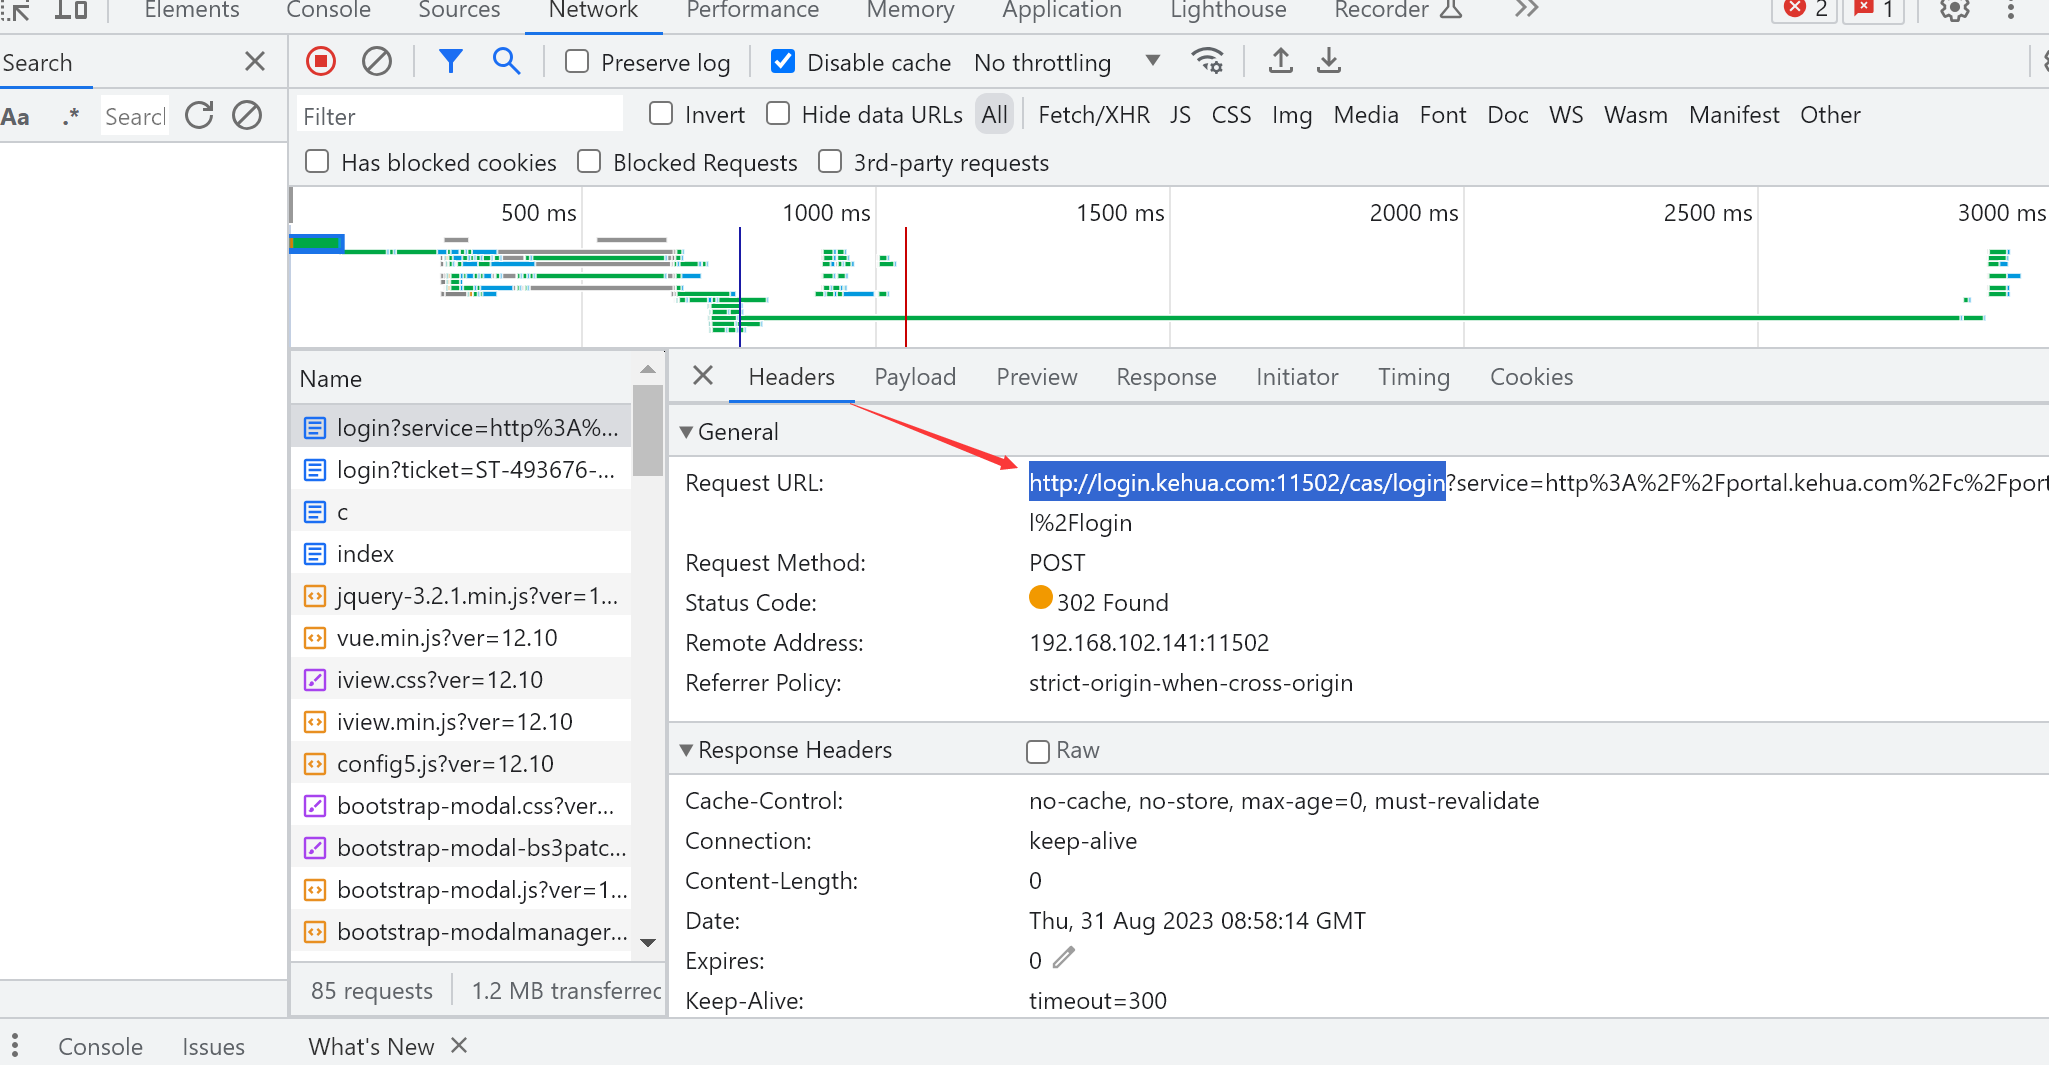 Elements Console Sources Network Performance Memory Application Lighthouse Recorder 2 1
Search
Preserve log Disable cache No throttling
Aa .* Search
Filter Invert Hide data URLs All Fetch/XHR JS CSS Img Media Font Doc WS Wasm Manifest Other
Has blocked cookies Blocked Requests 3rd-party requests
500 ms 1000 ms 1500 ms 2000 ms 2500 ms 3000 ms
Name
login?service=http%3A%...
login?ticket=ST-493676-...
c
index
jquery-3.2.1.min.js?ver=1...
vue.min.js?ver=12.10
iview.css?ver=12.10
iview.min.js?ver=12.10
config5.js?ver=12.10
bootstrap-modal.css?ver...
bootstrap-modal-bs3patc...
bootstrap-modal.js?ver=1...
bootstrap-modalmanager...
85 requests 1.2 MB transferred
Headers Payload Preview Response Initiator Timing Cookies
General
Request URL: http://login.kehua.com:11502/cas/login?service=http%3A%2F%2Fportal.kehua.com%2Fc%2Fport
l%2Flogin
Request Method: POST
Status Code: 302 Found
Remote Address: 192.168.102.141:11502
Referrer Policy: strict-origin-when-cross-origin
Response Headers Raw
Cache-Control: no-cache, no-store, max-age=0, must-revalidate
Connection: keep-alive
Content-Length: 0
Date: Thu, 31 Aug 2023 08:58:14 GMT
Expires: 0
Keep-Alive: timeout=300
Console Issues What's New